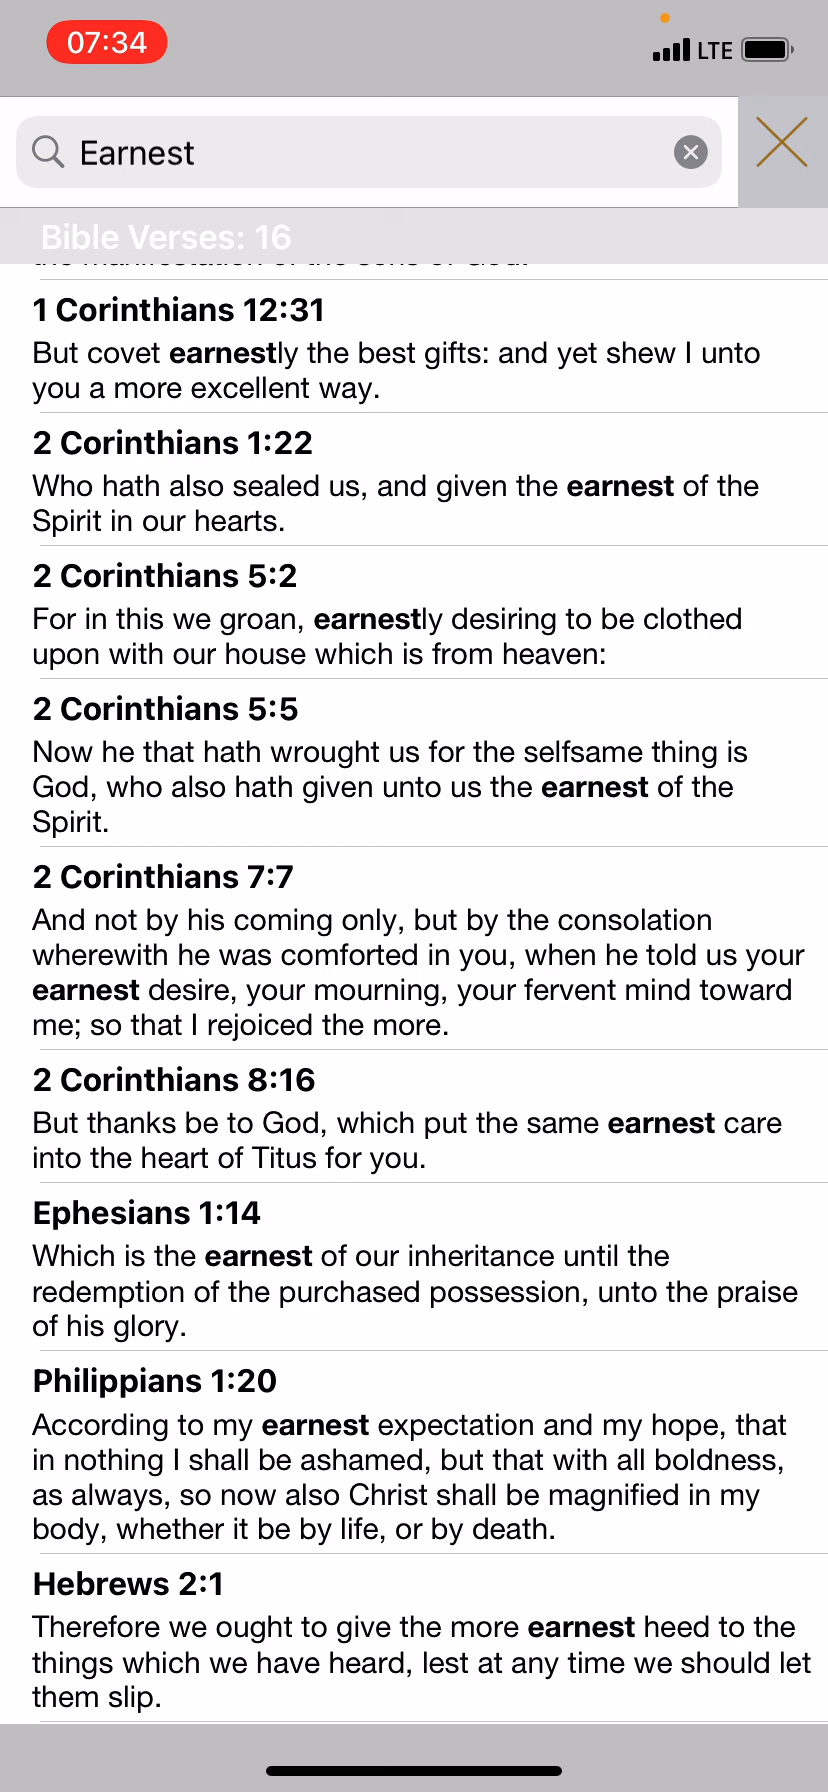 07:34
LTE
Earnest
Bible Verses: 16
the manifestation of the sons of God.
1 Corinthians 12:31
But covet earnestly the best gifts: and yet shew I unto
you a more excellent way.
2 Corinthians 1:22
Who hath also sealed us, and given the earnest of the
Spirit in our hearts.
2 Corinthians 5:2
For in this we groan, earnestly desiring to be clothed
upon with our house which is from heaven:
2 Corinthians 5:5
Now he that hath wrought us for the selfsame thing is
God, who also hath given unto us the earnest of the
Spirit.
2 Corinthians 7:7
And not by his coming only, but by the consolation
wherewith he was comforted in you, when he told us your
earnest desire, your mourning, your fervent mind toward
me; so that I rejoiced the more.
2 Corinthians 8:16
But thanks be to God, which put the same earnest care
into the heart of Titus for you.
Ephesians 1:14
Which is the earnest of our inheritance until the
redemption of the purchased possession, unto the praise
of his glory.
Philippians 1:20
According to my earnest expectation and my hope, that
in nothing I shall be ashamed, but that with all boldness,
as always, so now also Christ shall be magnified in my
body, whether it be by life, or by death.
Hebrews 2:1
Therefore we ought to give the more earnest heed to the
things which we have heard, lest at any time we should let
them slip.